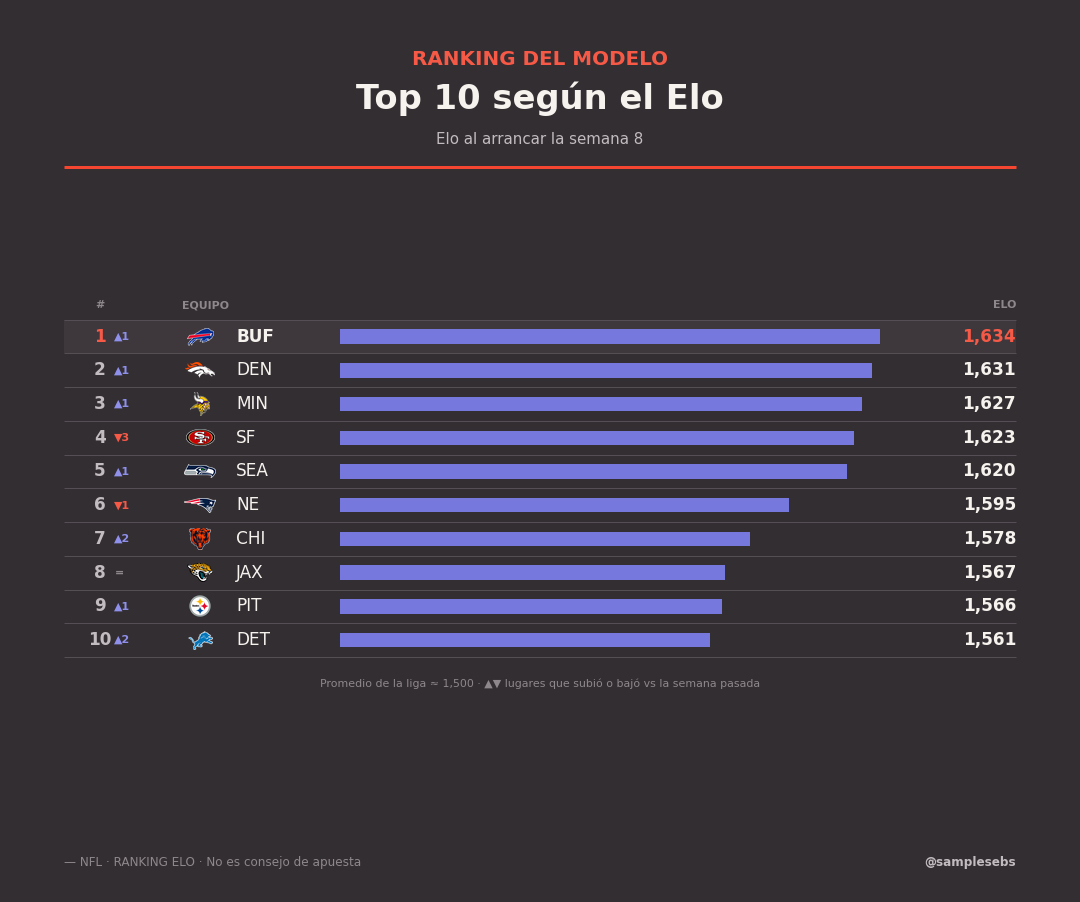 RANKING DEL MODELO
Top 10 según el Elo
Elo al arrancar la semana 8
# EQUIPO ELO
1 ▲1 BUF 1,634
2 ▲1 DEN 1,631
3 ▲1 MIN 1,627
4 ▼3 SF 1,623
5 ▲1 SEA 1,620
6 ▼1 NE 1,595
7 ▲2 CHI 1,578
8 = JAX 1,567
9 ▲1 PIT 1,566
10 ▲2 DET 1,561
Promedio de la liga ≈ 1,500 · ▲▼ lugares que subió o bajó vs la semana pasada
— NFL · RANKING ELO · No es consejo de apuesta
@samplesebs